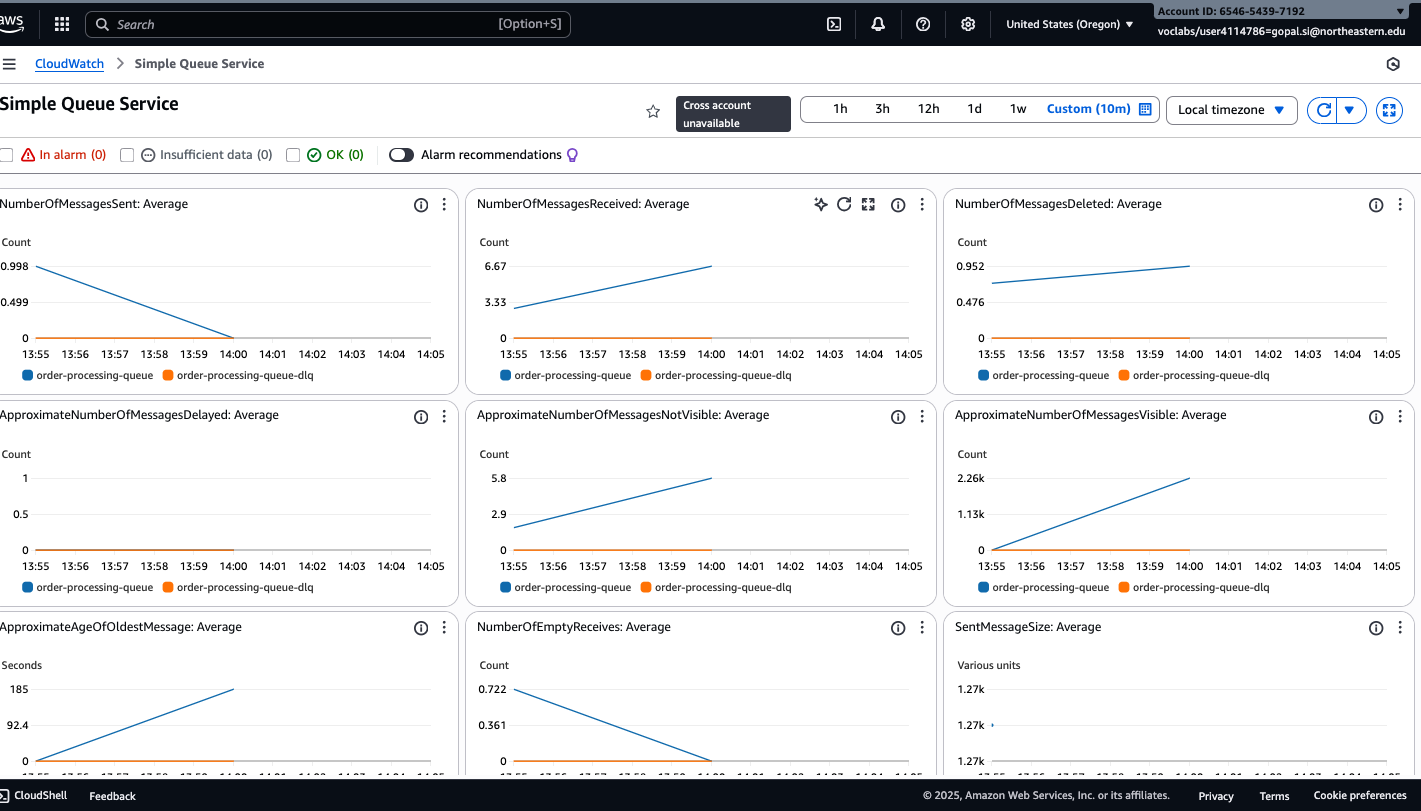 aws
Search
[Option+S]
United States (Oregon)
Account ID: 6546-5439-7192
voclabs/user4114786=gopal.si@northeastern.edu
CloudWatch
Simple Queue Service
Simple Queue Service
Cross account
unavailable
1h 3h 12h 1d 1w Custom (10m)
Local timezone
In alarm (0)
Insufficient data (0)
OK (0)
Alarm recommendations
NumberOfMessagesSent: Average
Count
0.998
0.499
0
13:55 13:56 13:57 13:58 13:59 14:00 14:01 14:02 14:03 14:04 14:05
order-processing-queue order-processing-queue-dlq
NumberOfMessagesReceived: Average
Count
6.67
3.33
0
13:55 13:56 13:57 13:58 13:59 14:00 14:01 14:02 14:03 14:04 14:05
order-processing-queue order-processing-queue-dlq
NumberOfMessagesDeleted: Average
Count
0.952
0.476
0
13:55 13:56 13:57 13:58 13:59 14:00 14:01 14:02 14:03 14:04 14:05
order-processing-queue order-processing-queue-dlq
ApproximateNumberOfMessagesDelayed: Average
Count
1
0.5
0
13:55 13:56 13:57 13:58 13:59 14:00 14:01 14:02 14:03 14:04 14:05
order-processing-queue order-processing-queue-dlq
ApproximateNumberOfMessagesNotVisible: Average
Count
5.8
2.9
0
13:55 13:56 13:57 13:58 13:59 14:00 14:01 14:02 14:03 14:04 14:05
order-processing-queue order-processing-queue-dlq
ApproximateNumberOfMessagesVisible: Average
Count
2.26k
1.13k
0
13:55 13:56 13:57 13:58 13:59 14:00 14:01 14:02 14:03 14:04 14:05
order-processing-queue order-processing-queue-dlq
ApproximateAgeOfOldestMessage: Average
Seconds
185
92.4
0
NumberOfEmptyReceives: Average
Count
0.722
0.361
0
SentMessageSize: Average
Various units
1.27k
1.27k
1.27k
CloudShell
Feedback
© 2025, Amazon Web Services, Inc. or its affiliates.
Privacy
Terms
Cookie preferences